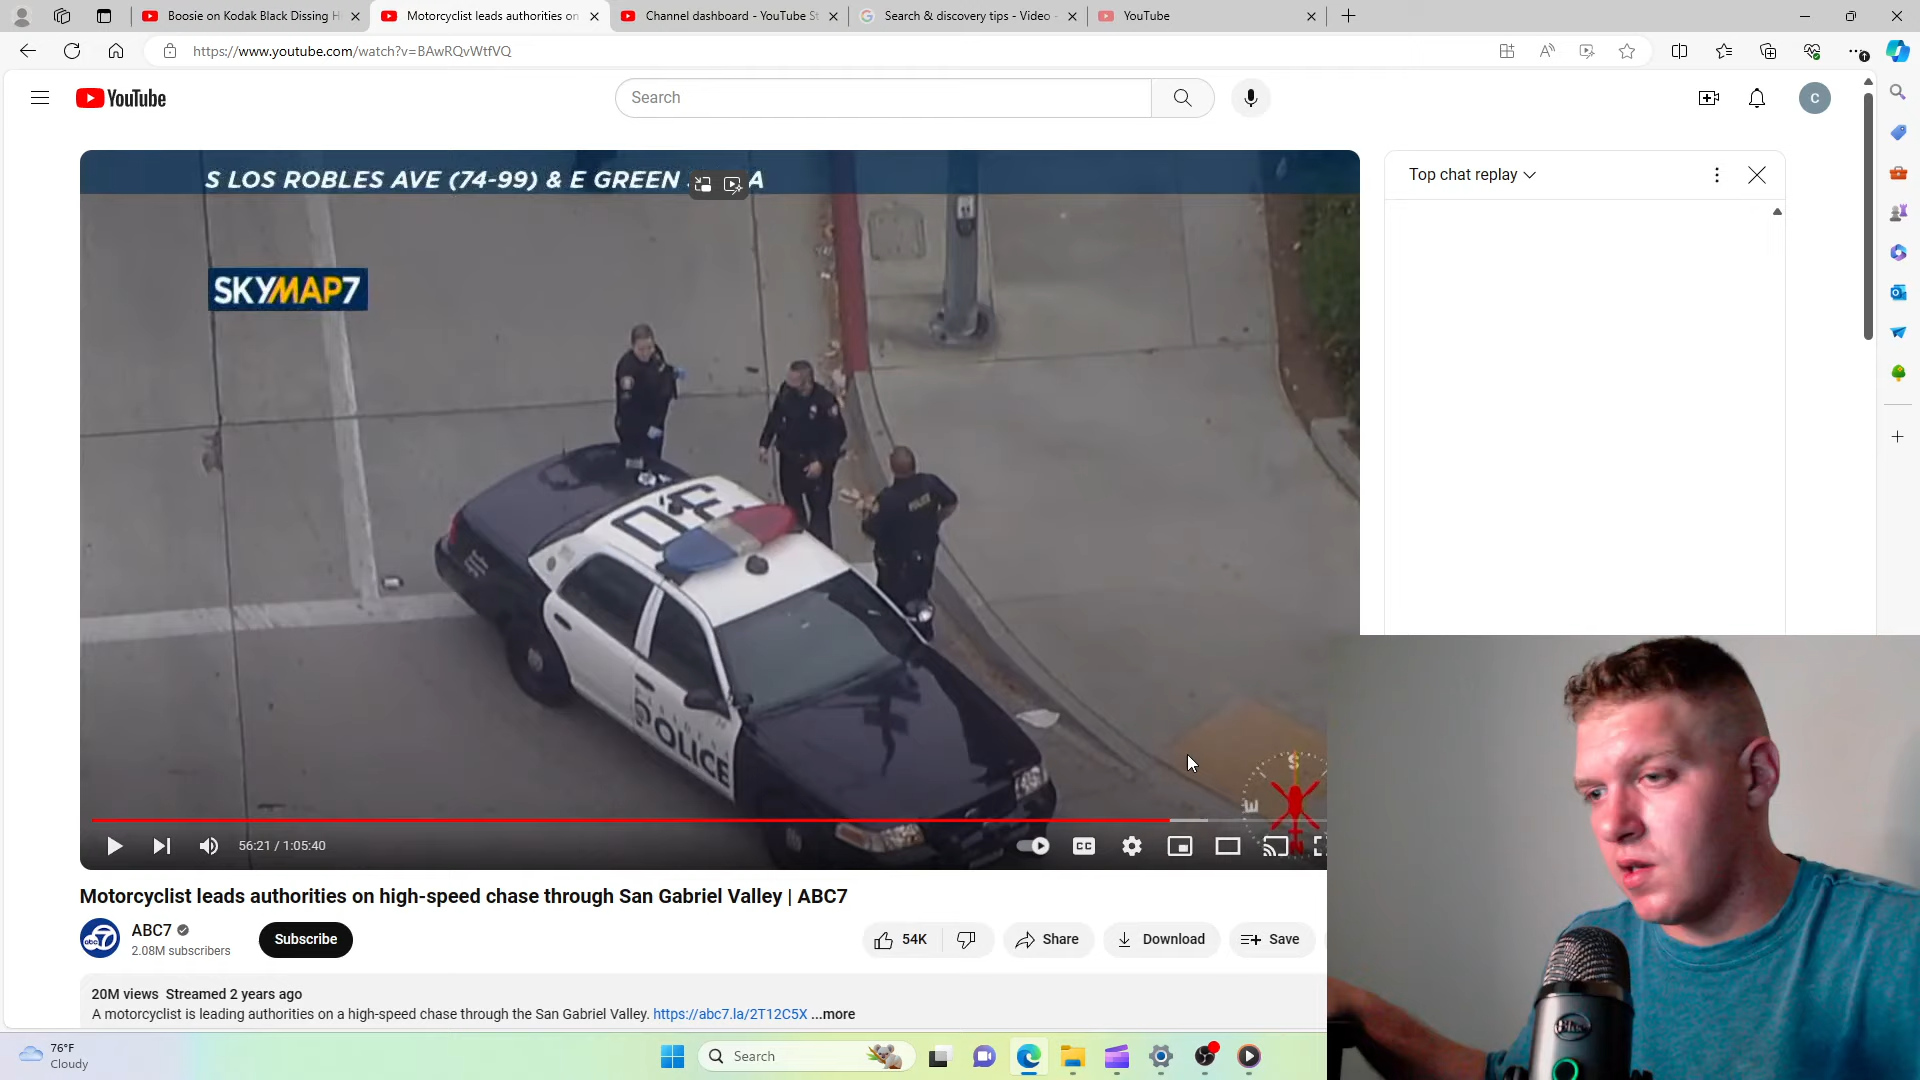 Boosie on Kodak Black Dissing H
Motorcyclist leads authorities on
Channel dashboard - YouTube St
Search & discovery tips - Video -
YouTube
https://www.youtube.com/watch?v=BAwRQvWtfVQ
YouTube
Search
C
S LOS ROBLES AVE (74-99) & E GREEN
Top chat replay
SKYMAP7
POLICE
POLICE
S
W
56:21 / 1:05:40
CC
Motorcyclist leads authorities on high-speed chase through San Gabriel Valley | ABC7
ABC7
2.08M subscribers
Subscribe
54K
Share
Download
Save
20M views Streamed 2 years ago
A motorcyclist is leading authorities on a high-speed chase through the San Gabriel Valley. https://abc7.la/2T12C5X ...more
76°F
Cloudy
Search